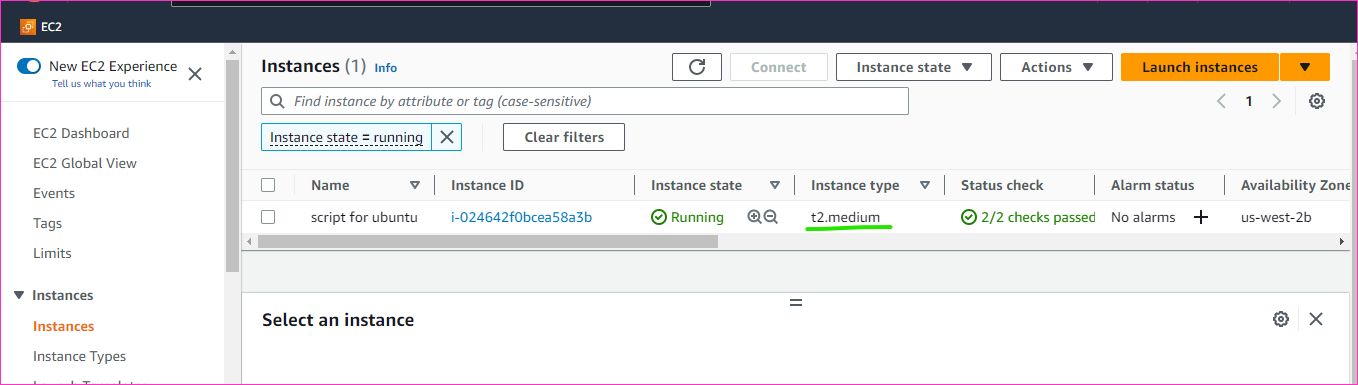 EC2
New EC2 Experience
Tell us what you think
EC2 Dashboard
EC2 Global View
Events
Tags
Limits
Instances
Instances
Instance Types
Instances (1) Info
Connect
Instance state
Actions
Launch instances
Find instance by attribute or tag (case-sensitive)
1
Instance state = running
Clear filters
Name Instance ID Instance state Instance type Status check Alarm status Availability Zone
script for ubuntu i-024642f0bcea58a3b Running t2.medium 2/2 checks passed No alarms us-west-2b
Select an instance